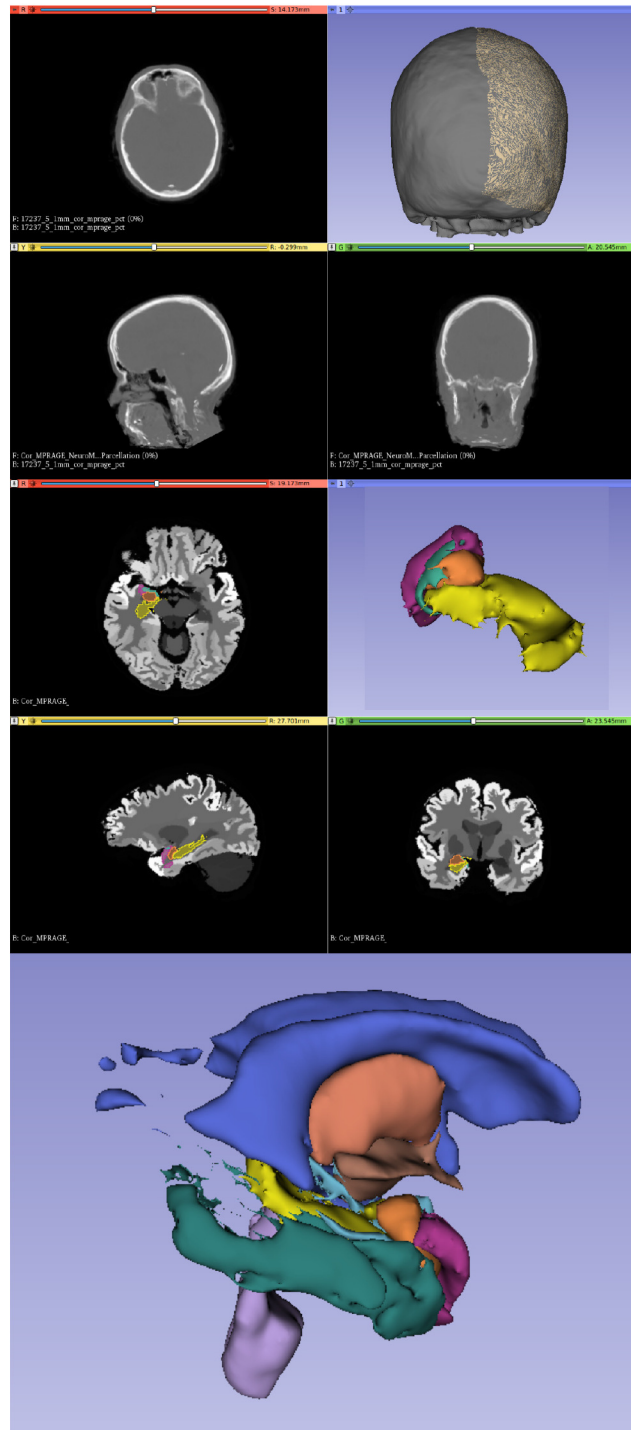 R S: 14.173mm
1
F: 17237_5_1mm_cor_mprage_pct (0%)
B: 17237_5_1mm_cor_mprage_pct
Y R: -0.299mm
G A: 20.545mm
F: Cor_MPRAGE_NeuroM...Parcellation (0%)
B: 17237_5_1mm_cor_mprage_pct
F: Cor_MPRAGE_NeuroM...Parcellation (0%)
B: 17237_5_1mm_cor_mprage_pct
R S: 19.173mm
1
B: Cor_MPRAGE_
Y R: 27.701mm
G A: 23.545mm
B: Cor_MPRAGE_
B: Cor_MPRAGE_